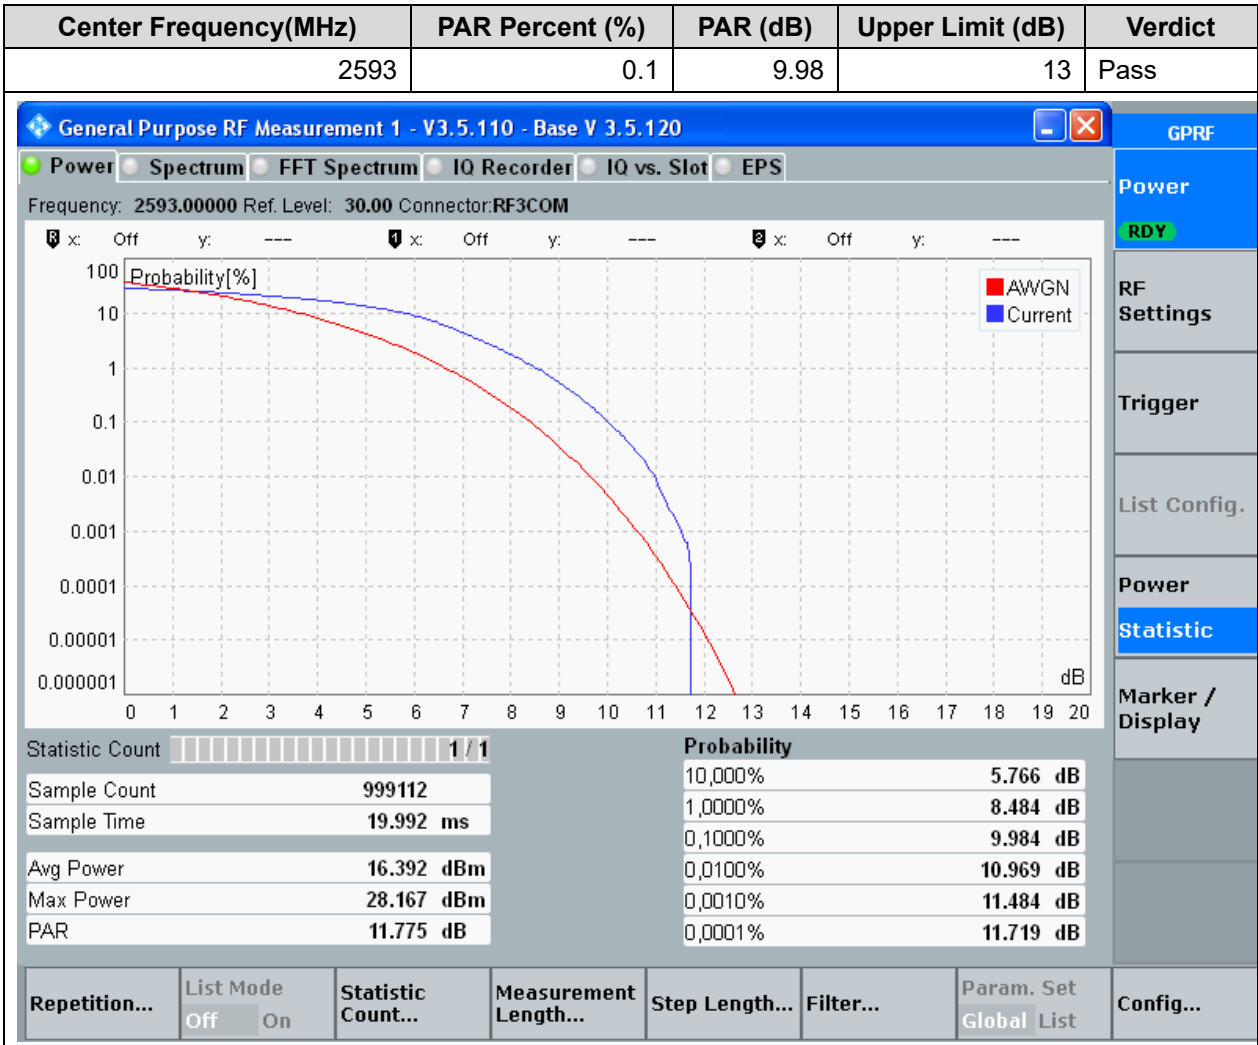 Center Frequency(MHz) PAR Percent (%) PAR (dB) Upper Limit (dB) Verdict
2593 0.1 9.98 13 Pass
General Purpose RF Measurement 1 - V3.5.110 - Base V 3.5.120
GPRF
Power Spectrum FFT Spectrum IQ Recorder IQ vs. Slot EPS
Power
RDY
Frequency: 2593.00000 Ref. Level: 30.00 Connector:RF3COM
R x: Off y: --- 1 x: Off y: --- 2 x: Off y: ---
Probability[%]
AWGN
Current
100
10
1
0.1
0.01
0.001
0.0001
0.00001
0.000001
dB
0 1 2 3 4 5 6 7 8 9 10 11 12 13 14 15 16 17 18 19 20
RF
Settings
Trigger
List Config.
Power
Statistic
Marker /
Display
Statistic Count 1 / 1
Sample Count 999112
Sample Time 19.992 ms
Avg Power 16.392 dBm
Max Power 28.167 dBm
PAR 11.775 dB
Probability
10,000% 5.766 dB
1,0000% 8.484 dB
0,1000% 9.984 dB
0,0100% 10.969 dB
0,0010% 11.484 dB
0,0001% 11.719 dB
Repetition...
List Mode
Off On
Statistic
Count...
Measurement
Length...
Step Length...
Filter...
Param. Set
Global List
Config...